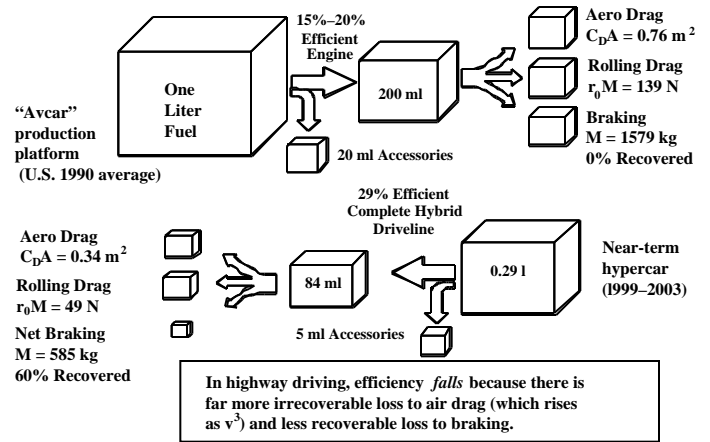 15%–20%
Efficient
Engine
One
Liter
Fuel
200 ml
Aero Drag
C_DA = 0.76 m²
Rolling Drag
r₀M = 139 N
Braking
M = 1579 kg
0% Recovered
“Avcar”
production
platform
(U.S. 1990 average)
20 ml Accessories
29% Efficient
Complete Hybrid
Driveline
Aero Drag
C_DA = 0.34 m²
Rolling Drag
r₀M = 49 N
Net Braking
M = 585 kg
60% Recovered
84 ml
0.29 l
Near-term
hypercar
(l999–2003)
5 ml Accessories
In highway driving, efficiency falls because there is
far more irrecoverable loss to air drag (which rises
as v³) and less recoverable loss to braking.